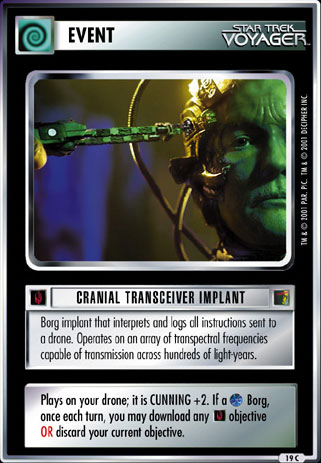 EVENT
STAR TREK
VOYAGER
TM & © 2001 PAR. P.C. TM & © 2001 DECIPHER INC.
CRANIAL TRANSCEIVER IMPLANT
Borg implant that interprets and logs all instructions sent to
a drone. Operates on an array of transpectral frequencies
capable of transmission across hundreds of light-years.
Plays on your drone; it is CUNNING +2. If a Borg,
once each turn, you may download any objective
OR discard your current objective.
19 C